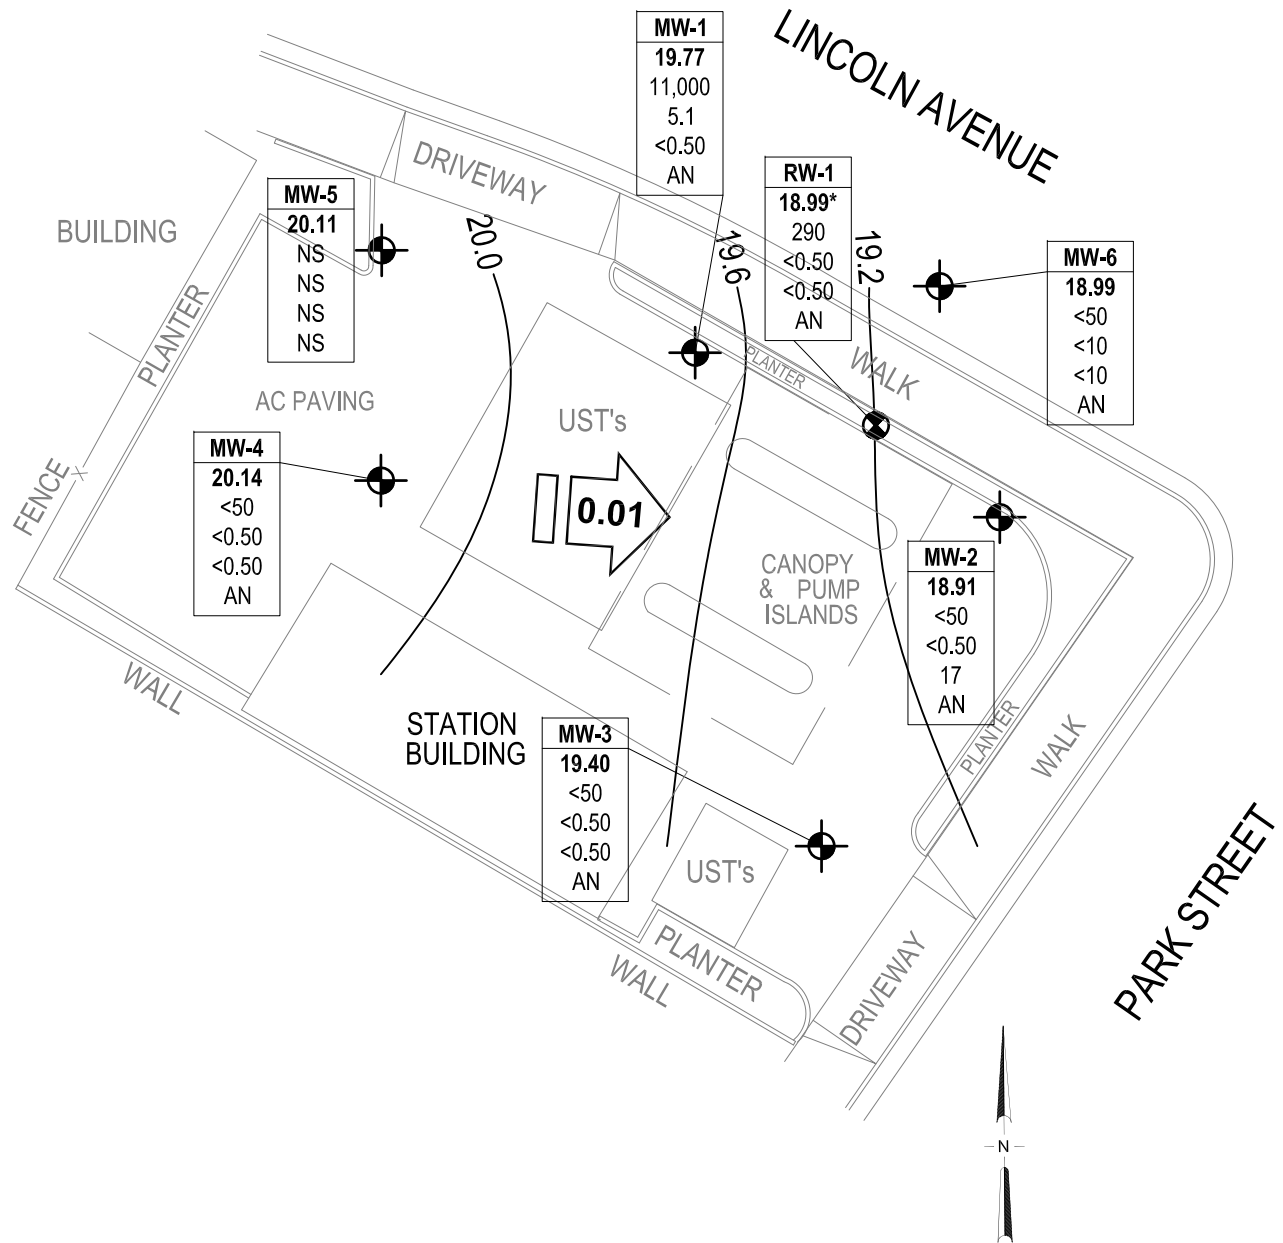 LINCOLN AVENUE
MW-1
19.77
11,000
5.1
<0.50
AN
DRIVEWAY
RW-1
18.99*
290
<0.50
<0.50
AN
MW-5
20.11
NS
NS
NS
NS
BUILDING
20.0
19.6
19.2
MW-6
18.99
<50
<10
<10
AN
PLANTER
PLANTER
WALK
AC PAVING
UST's
MW-4
20.14
<50
<0.50
<0.50
AN
FENCE
X
0.01
CANOPY
& PUMP
ISLANDS
MW-2
18.91
<50
<0.50
17
AN
WALL
STATION
BUILDING
MW-3
19.40
<50
<0.50
<0.50
AN
PLANTER
WALK
UST's
PLANTER
WALL
DRIVEWAY
PARK STREET
N